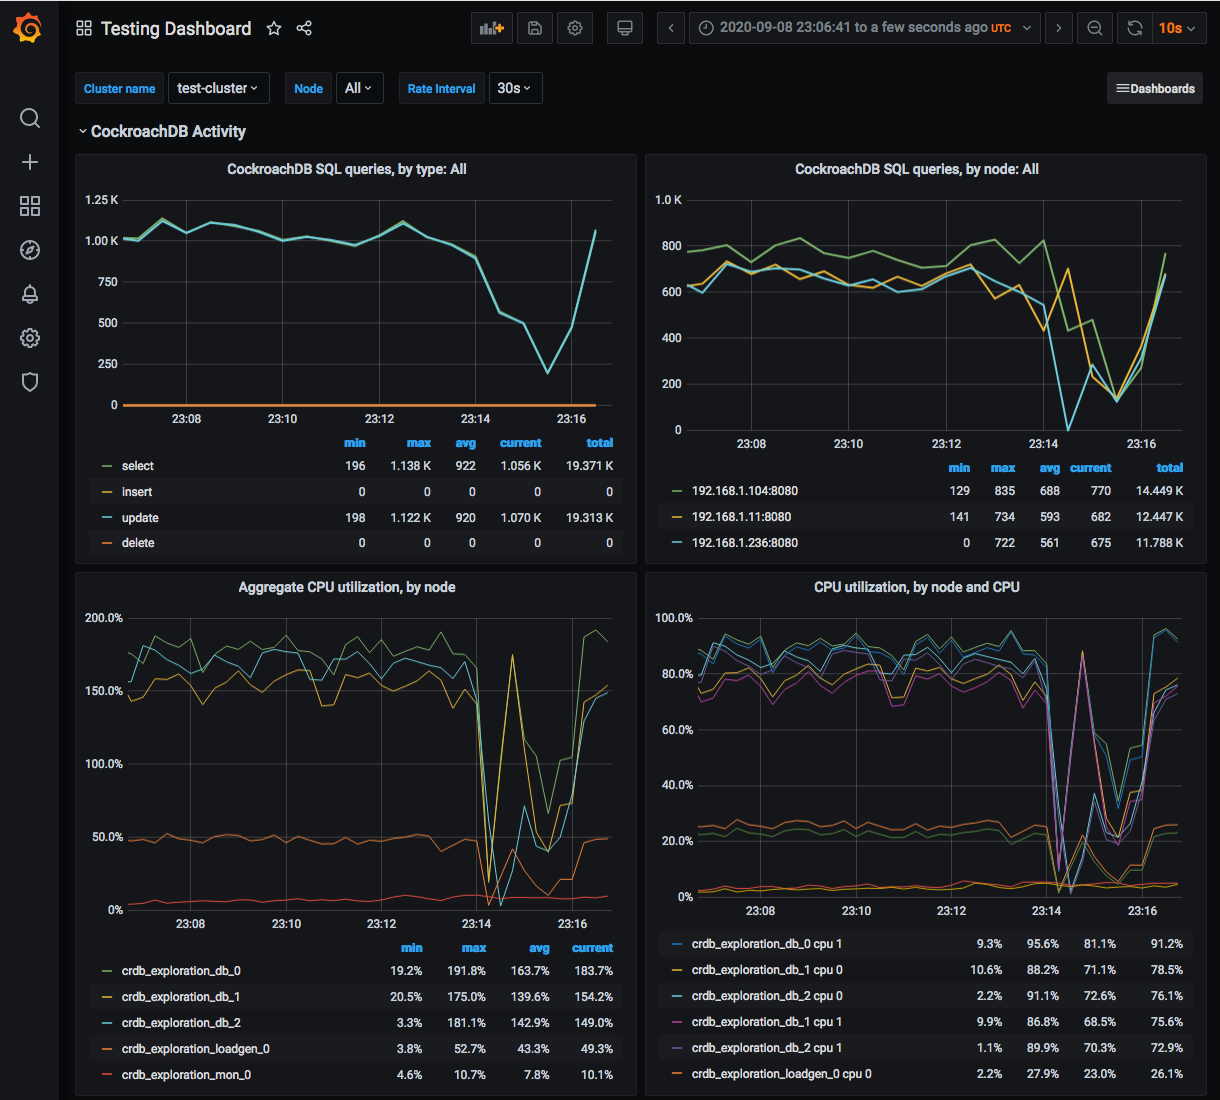 Testing Dashboard
2020-09-08 23:06:41 to a few seconds ago UTC
10s
Cluster name test-cluster Node All Rate Interval 30s Dashboards
CockroachDB Activity
CockroachDB SQL queries, by type: All
1.25 K
1.00 K
750
500
250
0
23:08 23:10 23:12 23:14 23:16
min max avg current total
select 196 1.138 K 922 1.056 K 19.371 K
insert 0 0 0 0 0
update 198 1.122 K 920 1.070 K 19.313 K
delete 0 0 0 0 0
CockroachDB SQL queries, by node: All
1.0 K
800
600
400
200
0
23:08 23:10 23:12 23:14 23:16
min max avg current total
192.168.1.104:8080 129 835 688 770 14.449 K
192.168.1.11:8080 141 734 593 682 12.447 K
192.168.1.236:8080 0 722 561 675 11.788 K
Aggregate CPU utilization, by node
200.0%
150.0%
100.0%
50.0%
0%
23:08 23:10 23:12 23:14 23:16
min max avg current
crdb_exploration_db_0 19.2% 191.8% 163.7% 183.7%
crdb_exploration_db_1 20.5% 175.0% 139.6% 154.2%
crdb_exploration_db_2 3.3% 181.1% 142.9% 149.0%
crdb_exploration_loadgen_0 3.8% 52.7% 43.3% 49.3%
crdb_exploration_mon_0 4.6% 10.7% 7.8% 10.1%
CPU utilization, by node and CPU
100.0%
80.0%
60.0%
40.0%
20.0%
0%
23:08 23:10 23:12 23:14 23:16
crdb_exploration_db_0 cpu 1 9.3% 95.6% 81.1% 91.2%
crdb_exploration_db_1 cpu 0 10.6% 88.2% 71.1% 78.5%
crdb_exploration_db_2 cpu 0 2.2% 91.1% 72.6% 76.1%
crdb_exploration_db_1 cpu 1 9.9% 86.8% 68.5% 75.6%
crdb_exploration_db_2 cpu 1 1.1% 89.9% 70.3% 72.9%
crdb_exploration_loadgen_0 cpu 0 2.2% 27.9% 23.0% 26.1%